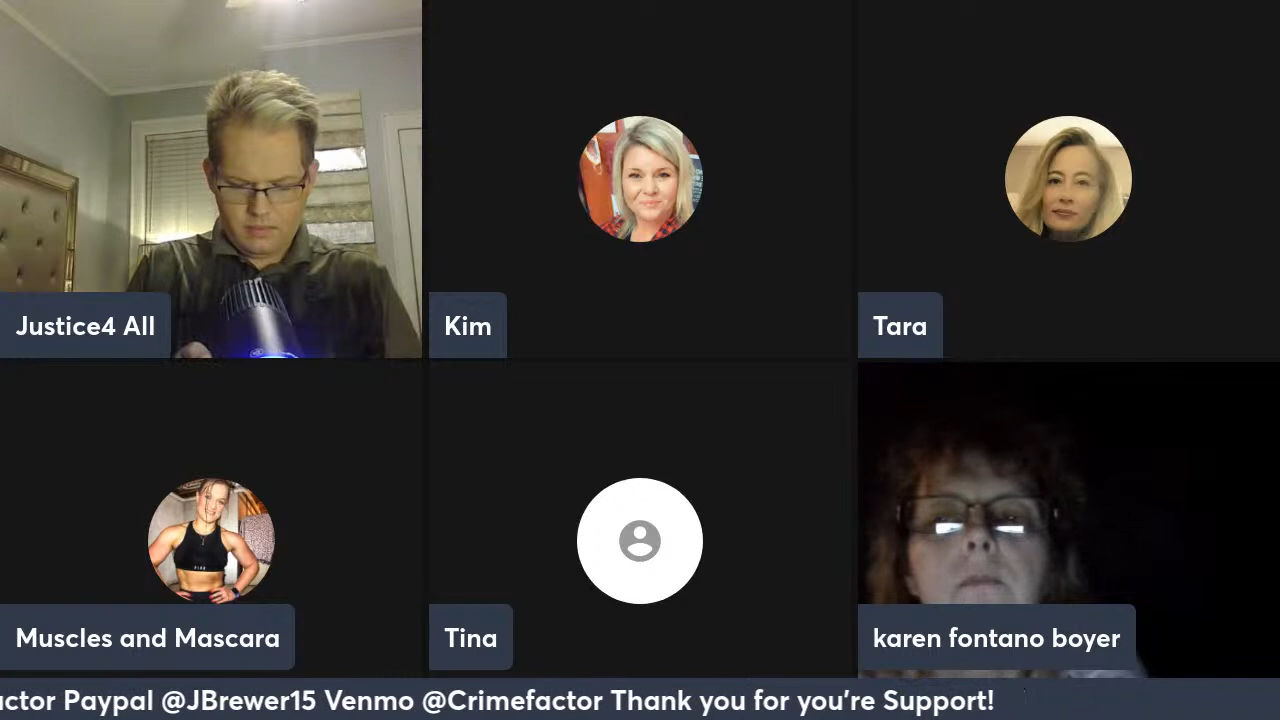 Justice4 All
Kim
Tara
Muscles and Mascara
Tina
karen fontano boyer
actor Paypal @JBrewer15 Venmo @Crimefactor Thank you for you’re Support!